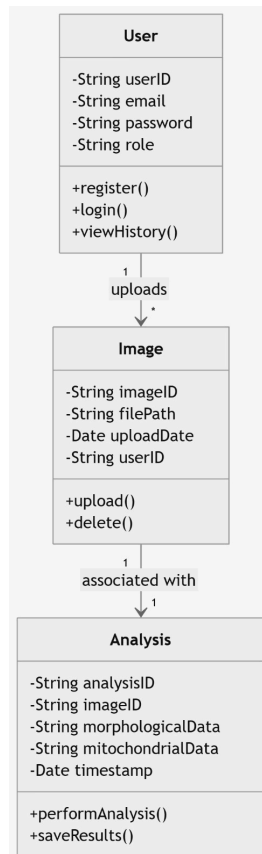 User
-String userID
-String email
-String password
-String role
+register()
+login()
+viewHistory()
1
uploads
*
Image
-String imageID
-String filePath
-Date uploadDate
-String userID
+upload()
+delete()
1
associated with
1
Analysis
-String analysisID
-String imageID
-String morphologicalData
-String mitochondrialData
-Date timestamp
+performAnalysis()
+saveResults()